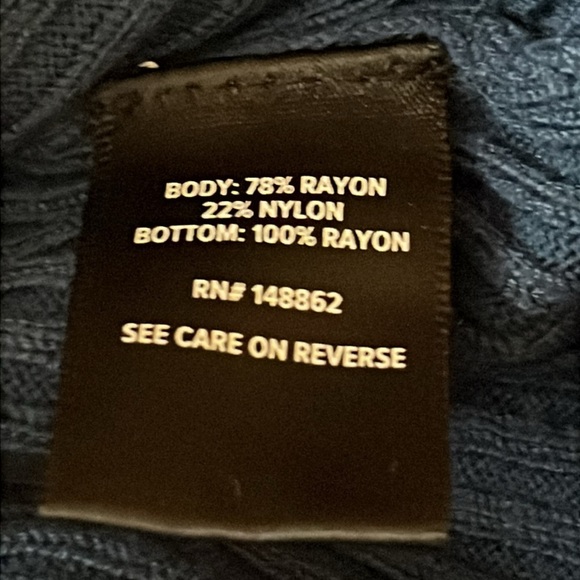 BODY: 78% RAYON
22% NYLON
BOTTOM: 100% RAYON
RN# 148862
SEE CARE ON REVERSE